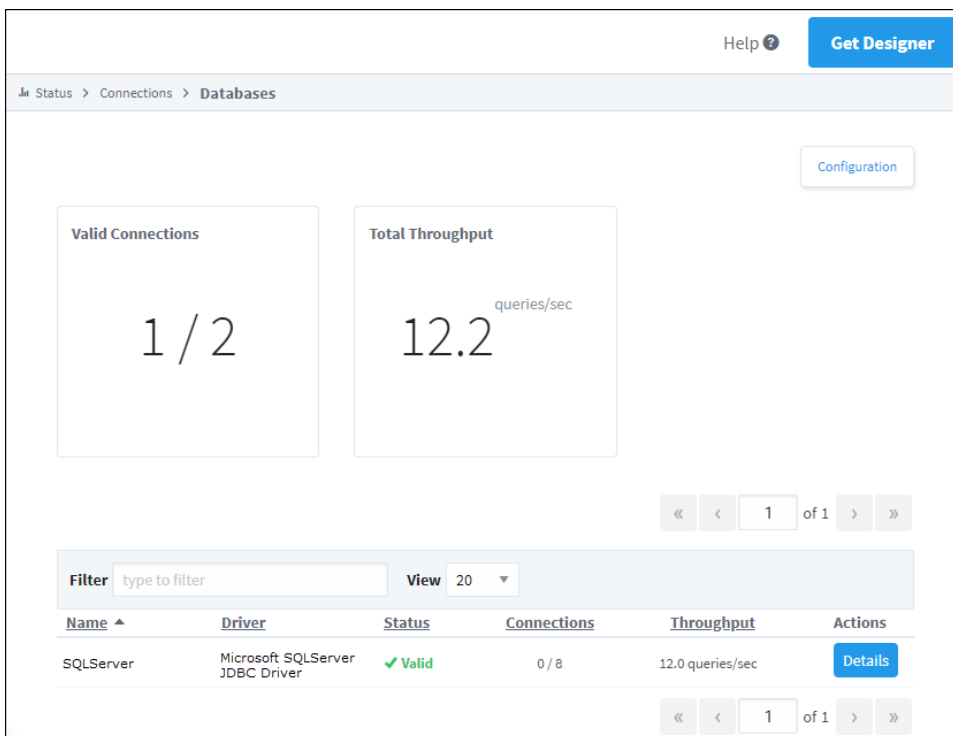 Help ?
Get Designer
Status > Connections > Databases
Configuration
Valid Connections
Total Throughput
1 / 2
12.2 queries/sec
« ‹ 1 of 1 › »
Filter type to filter View 20 ▼
Name ▲ Driver Status Connections Throughput Actions
SQLServer Microsoft SQLServer ✔ Valid 0 / 8 12.0 queries/sec Details
JDBC Driver
« ‹ 1 of 1 › »